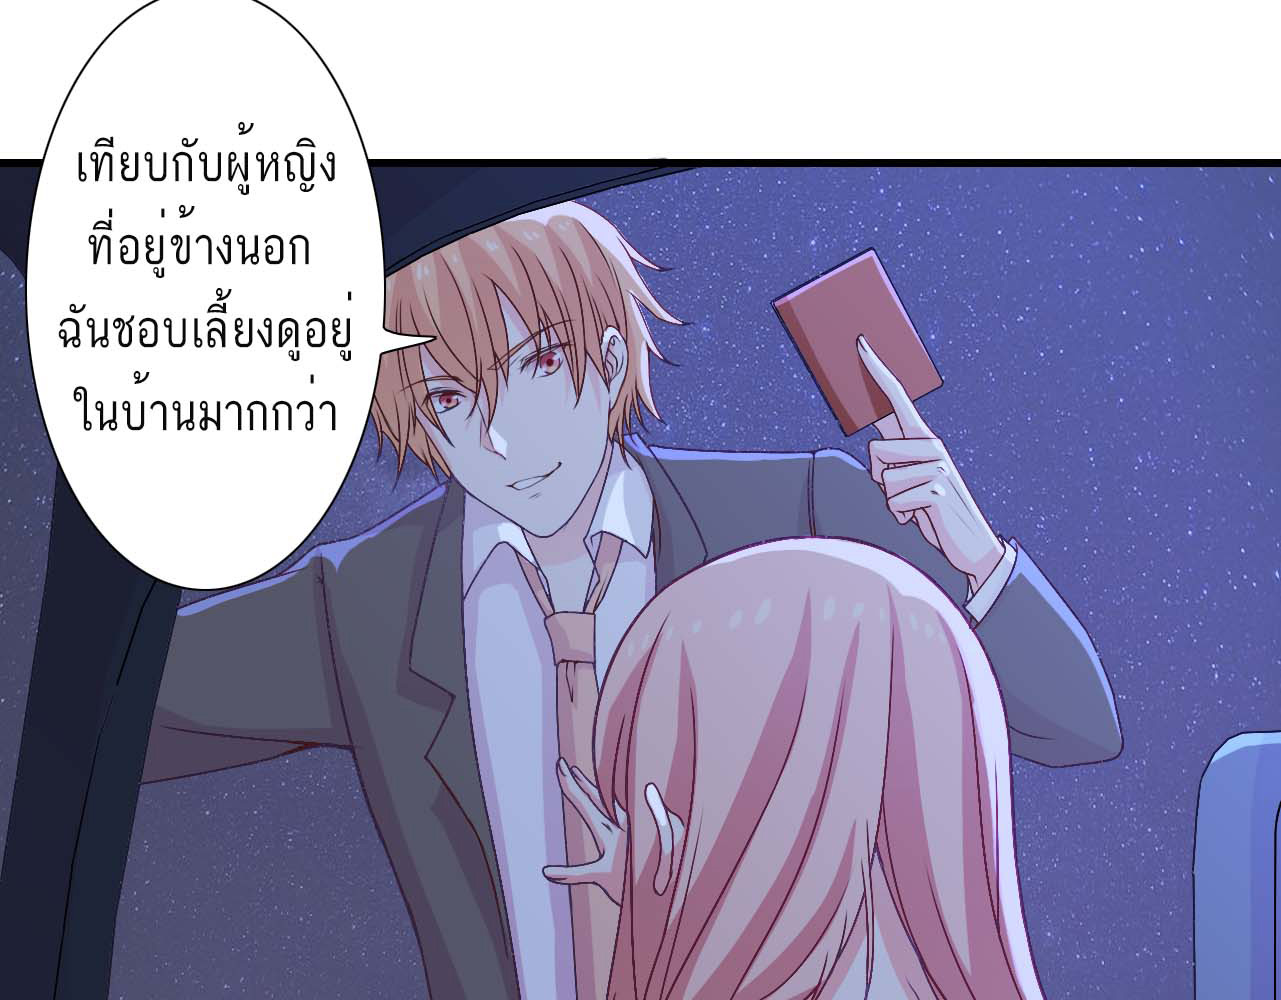 เทียบกับผู้หญิง
ที่อยู่ข้างนอก
ฉันชอบเลี้ยงดูอยู่
ในบ้านมากกว่า